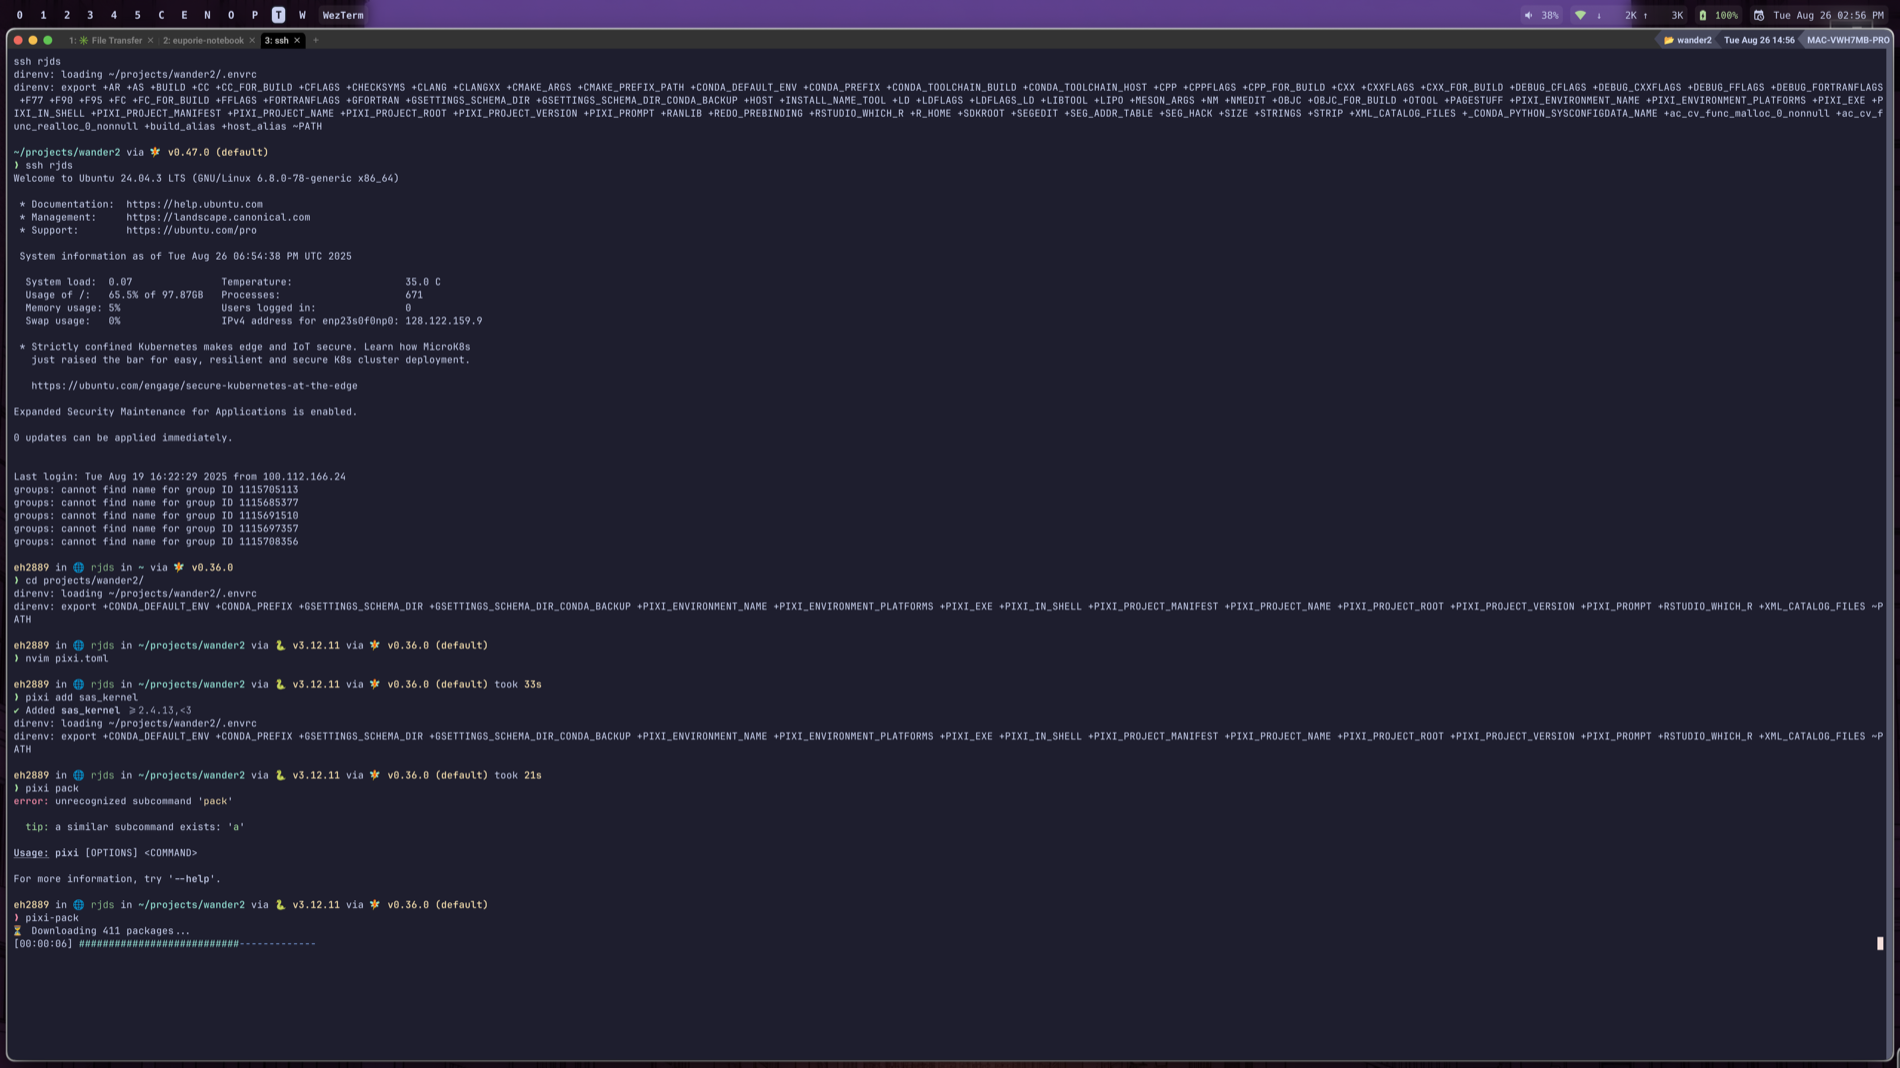 0 1 2 3 4 5 C E N O P T W WezTerm 38% ↓ 2K ↑ 3K 100% Tue Aug 26 02:56 PM
1: ✳ File Transfer × 2: euporie-notebook × 3: ssh × + wander2 Tue Aug 26 14:56 MAC-VWH7MB-PRO
ssh rjds
direnv: loading ~/projects/wander2/.envrc
direnv: export +AR +AS +BUILD +CC +CC_FOR_BUILD +CFLAGS +CHECKSYMS +CLANG +CLANGXX +CMAKE_ARGS +CMAKE_PREFIX_PATH +CONDA_DEFAULT_ENV +CONDA_PREFIX +CONDA_TOOLCHAIN_BUILD +CONDA_TOOLCHAIN_HOST +CPP +CPPFLAGS +CPP_FOR_BUILD +CXX +CXXFLAGS +CXX_FOR_BUILD +DEBUG_CFLAGS +DEBUG_CXXFLAGS +DEBUG_FFLAGS +DEBUG_FORTRANFLAGS
+F77 +F90 +F95 +FC +FC_FOR_BUILD +FFLAGS +FORTRANFLAGS +GFORTRAN +GSETTINGS_SCHEMA_DIR +GSETTINGS_SCHEMA_DIR_CONDA_BACKUP +HOST +INSTALL_NAME_TOOL +LD +LDFLAGS +LDFLAGS_LD +LIBTOOL +LIPO +MESON_ARGS +NM +NMEDIT +OBJC +OBJC_FOR_BUILD +OTOOL +PAGESTUFF +PIXI_ENVIRONMENT_NAME +PIXI_ENVIRONMENT_PLATFORMS +PIXI_EXE +P
IXI_IN_SHELL +PIXI_PROJECT_MANIFEST +PIXI_PROJECT_NAME +PIXI_PROJECT_ROOT +PIXI_PROJECT_VERSION +PIXI_PROMPT +RANLIB +REDO_PREBINDING +RSTUDIO_WHICH_R +R_HOME +SDKROOT +SEGEDIT +SEG_ADDR_TABLE +SEG_HACK +SIZE +STRINGS +STRIP +XML_CATALOG_FILES +_CONDA_PYTHON_SYSCONFIGDATA_NAME +ac_cv_func_malloc_0_nonnull +ac_cv_f
unc_realloc_0_nonnull +build_alias +host_alias ~PATH
~/projects/wander2 via v0.47.0 (default)
❯ ssh rjds
Welcome to Ubuntu 24.04.3 LTS (GNU/Linux 6.8.0-78-generic x86_64)
* Documentation: https://help.ubuntu.com
* Management: https://landscape.canonical.com
* Support: https://ubuntu.com/pro
System information as of Tue Aug 26 06:54:38 PM UTC 2025
System load: 0.07 Temperature: 35.0 C
Usage of /: 65.5% of 97.87GB Processes: 671
Memory usage: 5% Users logged in: 0
Swap usage: 0% IPv4 address for enp23s0f0np0: 128.122.159.9
* Strictly confined Kubernetes makes edge and IoT secure. Learn how MicroK8s
just raised the bar for easy, resilient and secure K8s cluster deployment.
https://ubuntu.com/engage/secure-kubernetes-at-the-edge
Expanded Security Maintenance for Applications is enabled.
0 updates can be applied immediately.
Last login: Tue Aug 19 16:22:29 2025 from 100.112.166.24
groups: cannot find name for group ID 1115705113
groups: cannot find name for group ID 1115685377
groups: cannot find name for group ID 1115691510
groups: cannot find name for group ID 1115697357
groups: cannot find name for group ID 1115708356
eh2889 in 🌐 rjds in ~ via v0.36.0
❯ cd projects/wander2/
direnv: loading ~/projects/wander2/.envrc
direnv: export +CONDA_DEFAULT_ENV +CONDA_PREFIX +GSETTINGS_SCHEMA_DIR +GSETTINGS_SCHEMA_DIR_CONDA_BACKUP +PIXI_ENVIRONMENT_NAME +PIXI_ENVIRONMENT_PLATFORMS +PIXI_EXE +PIXI_IN_SHELL +PIXI_PROJECT_MANIFEST +PIXI_PROJECT_NAME +PIXI_PROJECT_ROOT +PIXI_PROJECT_VERSION +PIXI_PROMPT +RSTUDIO_WHICH_R +XML_CATALOG_FILES ~P
ATH
eh2889 in 🌐 rjds in ~/projects/wander2 via 🐍 v3.12.11 via v0.36.0 (default)
❯ nvim pixi.toml
eh2889 in 🌐 rjds in ~/projects/wander2 via 🐍 v3.12.11 via v0.36.0 (default) took 33s
❯ pixi add sas_kernel
✔ Added sas_kernel >=2.4.13,<3
direnv: loading ~/projects/wander2/.envrc
direnv: export +CONDA_DEFAULT_ENV +CONDA_PREFIX +GSETTINGS_SCHEMA_DIR +GSETTINGS_SCHEMA_DIR_CONDA_BACKUP +PIXI_ENVIRONMENT_NAME +PIXI_ENVIRONMENT_PLATFORMS +PIXI_EXE +PIXI_IN_SHELL +PIXI_PROJECT_MANIFEST +PIXI_PROJECT_NAME +PIXI_PROJECT_ROOT +PIXI_PROJECT_VERSION +PIXI_PROMPT +RSTUDIO_WHICH_R +XML_CATALOG_FILES ~P
ATH
eh2889 in 🌐 rjds in ~/projects/wander2 via 🐍 v3.12.11 via v0.36.0 (default) took 21s
❯ pixi pack
error: unrecognized subcommand 'pack'
tip: a similar subcommand exists: 'a'
Usage: pixi [OPTIONS] <COMMAND>
For more information, try '--help'.
eh2889 in 🌐 rjds in ~/projects/wander2 via 🐍 v3.12.11 via v0.36.0 (default)
❯ pixi-pack
⏳ Downloading 411 packages...
[00:00:06] ###########################-------------